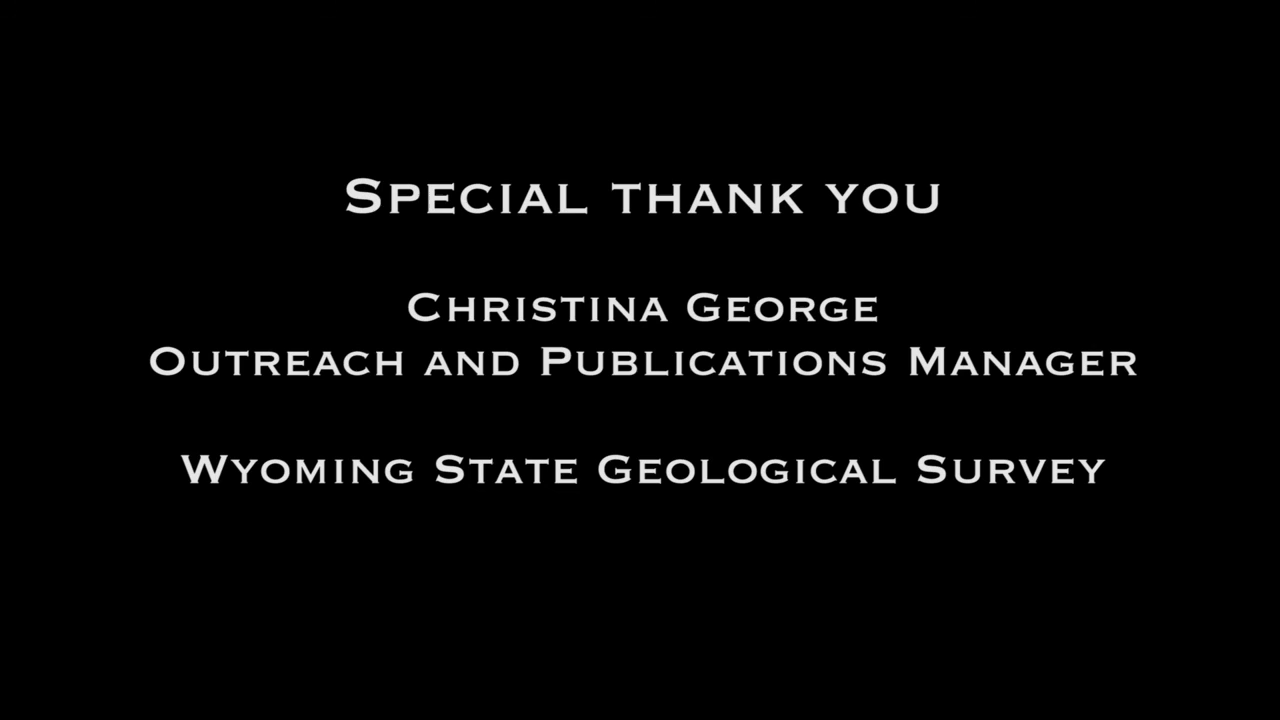 Special thank you
Christina George
Outreach and Publications Manager
Wyoming State Geological Survey